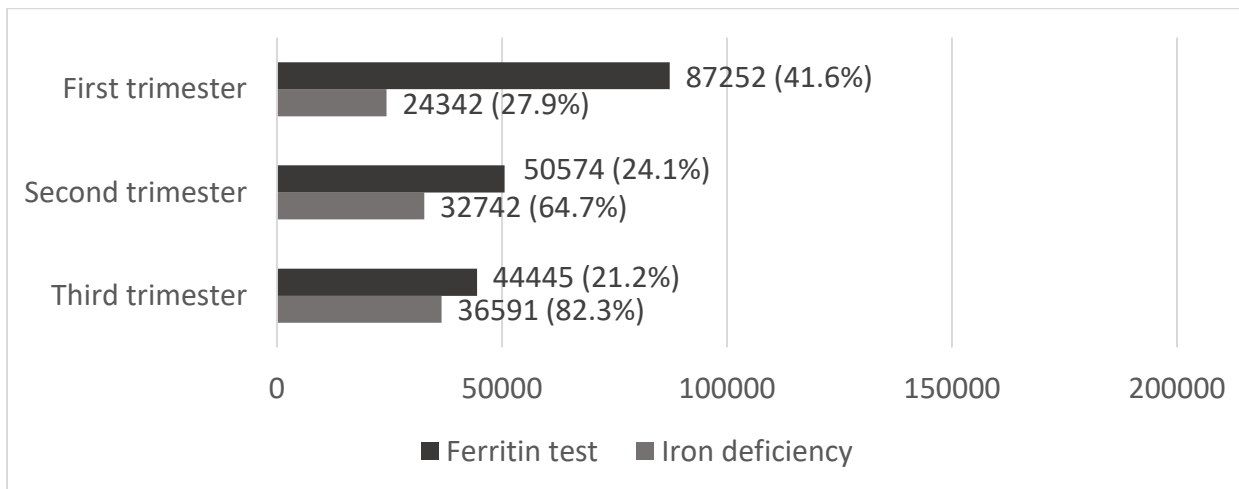 First trimester
87252 (41.6%)
24342 (27.9%)
Second trimester
50574 (24.1%)
32742 (64.7%)
Third trimester
44445 (21.2%)
36591 (82.3%)
0 50000 100000 150000 200000
Ferritin test Iron deficiency